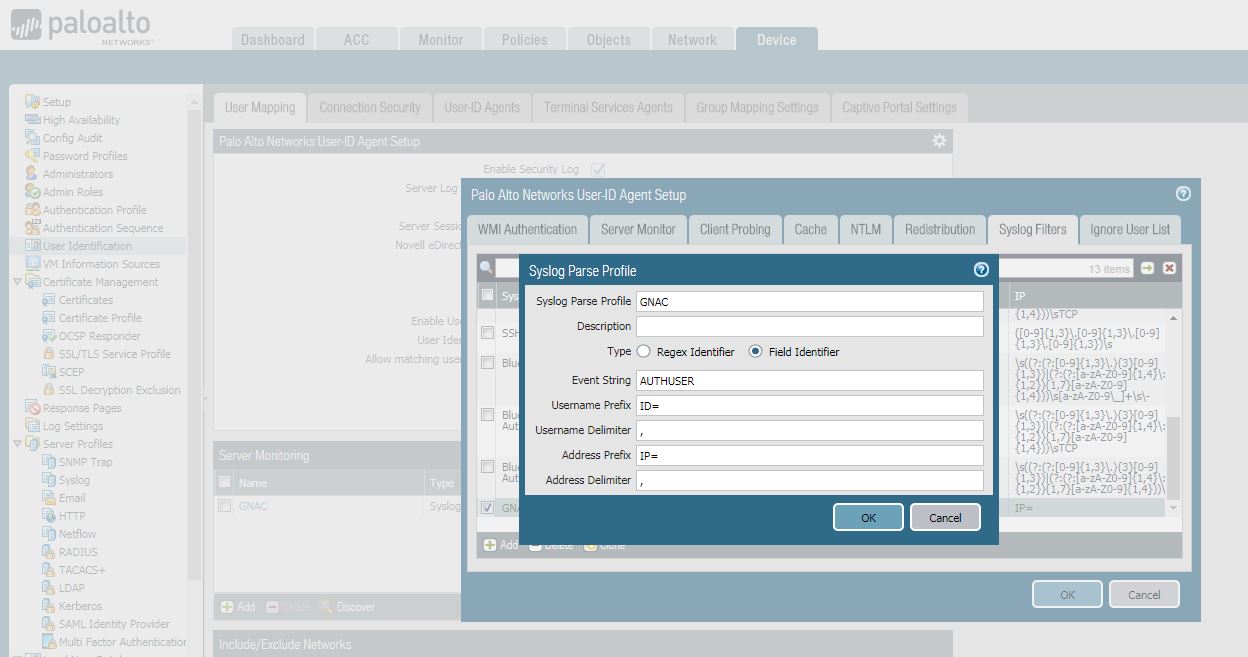 paloalto
NETWORKS
Dashboard
ACC
Monitor
Policies
Objects
Network
Device
Setup
High Availability
Config Audit
Password Profiles
Administrators
Admin Roles
Authentication Profile
Authentication Sequence
User Identification
VM Information Sources
Certificate Management
Certificates
Certificate Profile
OCSP Responder
SSL/TLS Service Profile
SCEP
SSL Decryption Exclusion
Response Pages
Log Settings
Server Profiles
SNMP Trap
Syslog
Email
HTTP
Netflow
RADIUS
TACACS+
LDAP
Kerberos
SAML Identity Provider
Multi Factor Authentication
User Mapping
Connection Security
User-ID Agents
Terminal Services Agents
Group Mapping Settings
Captive Portal Settings
Palo Alto Networks User-ID Agent Setup
Enable Security Log
Server Log
Server Sessio
Novell eDirect
Enable Use
User Iden
Allow matching user
Server Monitoring
Name
Type
GNAC
Syslog
Add
Delete
Discover
Include/Exclude Networks
Palo Alto Networks User-ID Agent Setup
WMI Authentication
Server Monitor
Client Probing
Cache
NTLM
Redistribution
Syslog Filters
Ignore User List
13 items
Sys
IP
{1,4}))\sTCP
SSH
([0-9]{1,3}\.[0-9]{1,3}\.[0-9]
{1,3}\.[0-9]{1,3})\s
Blue
\s((?:(?:[0-9]{1,3}\.){3}[0-9]
{1,3})|(?:(?:[a-zA-Z0-9]{1,4}\:
{1,2}){1,7}[a-zA-Z0-9]
{1,4}))\s[a-zA-Z0-9\_]+\s\-
Blue
Aut
\s((?:(?:[0-9]{1,3}\.){3}[0-9]
{1,3})|(?:(?:[a-zA-Z0-9]{1,4}\:
{1,2}){1,7}[a-zA-Z0-9]
{1,4}))\sTCP
Blue
Aut
\s((?:(?:[0-9]{1,3}\.){3}[0-9]
{1,3})|(?:(?:[a-zA-Z0-9]{1,4}\:
{1,2}){1,7}[a-zA-Z0-9]{1,4}))\
GNA
IP=
Add
Delete
Clone
OK
Cancel
Syslog Parse Profile
Syslog Parse Profile
GNAC
Description
Type
Regex Identifier
Field Identifier
Event String
AUTHUSER
Username Prefix
ID=
Username Delimiter
,
Address Prefix
IP=
Address Delimiter
,
OK
Cancel